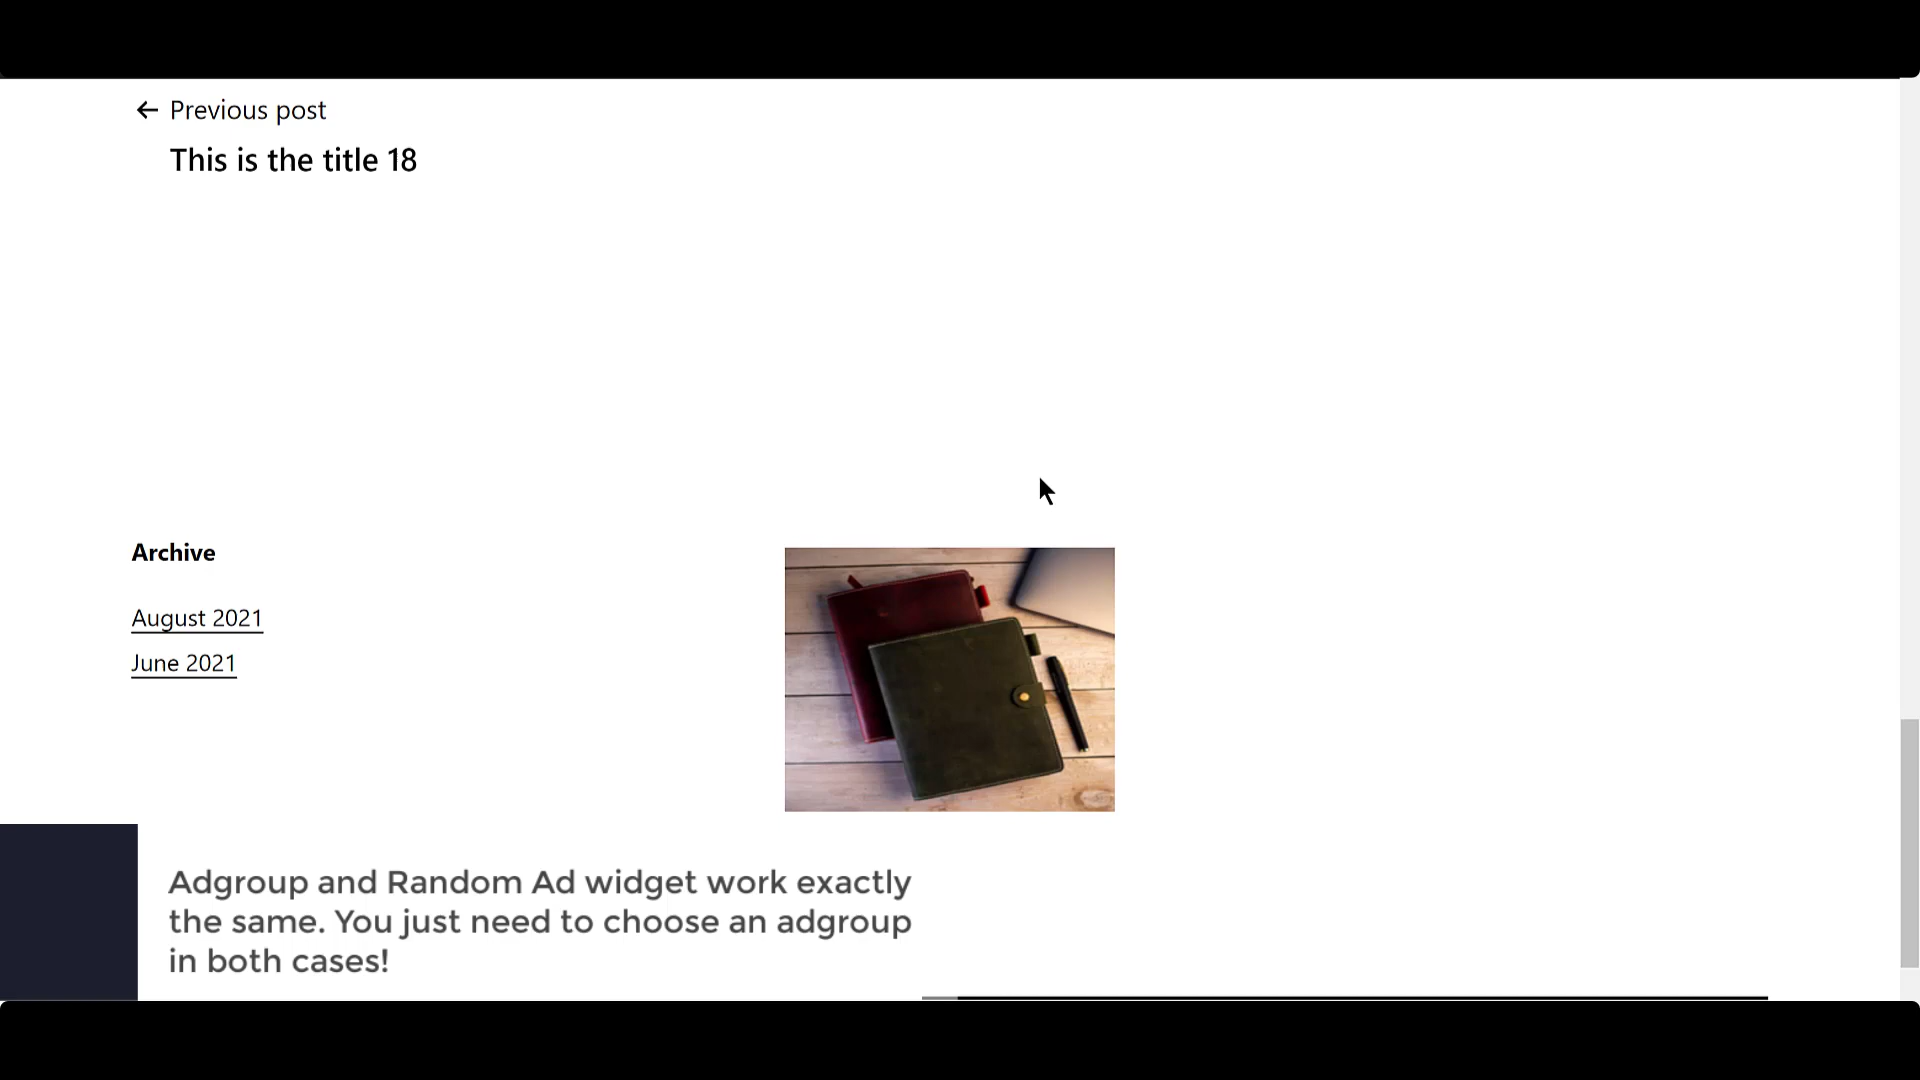 Previous post
This is the title 18
Archive
August 2021
June 2021
Adgroup and Random Ad widget work exactly
the same. You just need to choose an adgroup
in both cases!